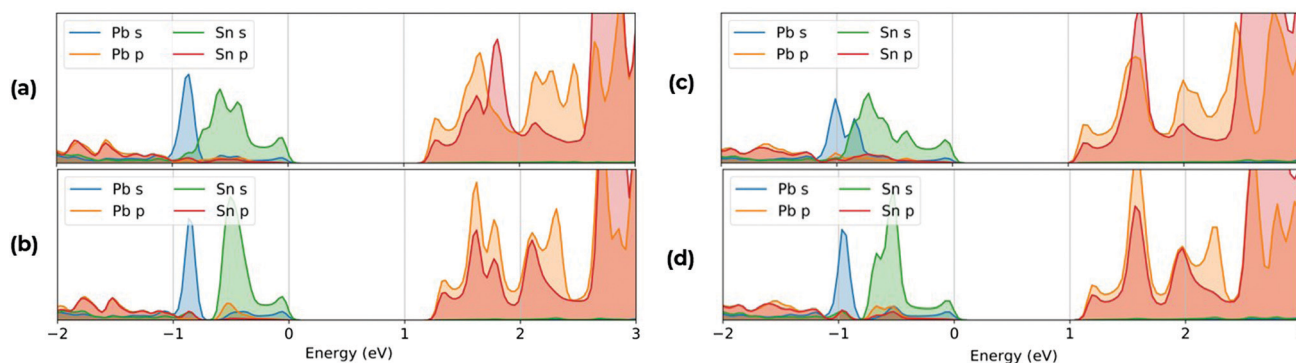 (a)
Pb s
Sn s
Pb p
Sn p
(b)
Pb s
Sn s
Pb p
Sn p
−2
−1
0
1
2
3
Energy (eV)
(c)
Pb s
Sn s
Pb p
Sn p
(d)
Pb s
Sn s
Pb p
Sn p
−1
0
1
2
Energy (eV)